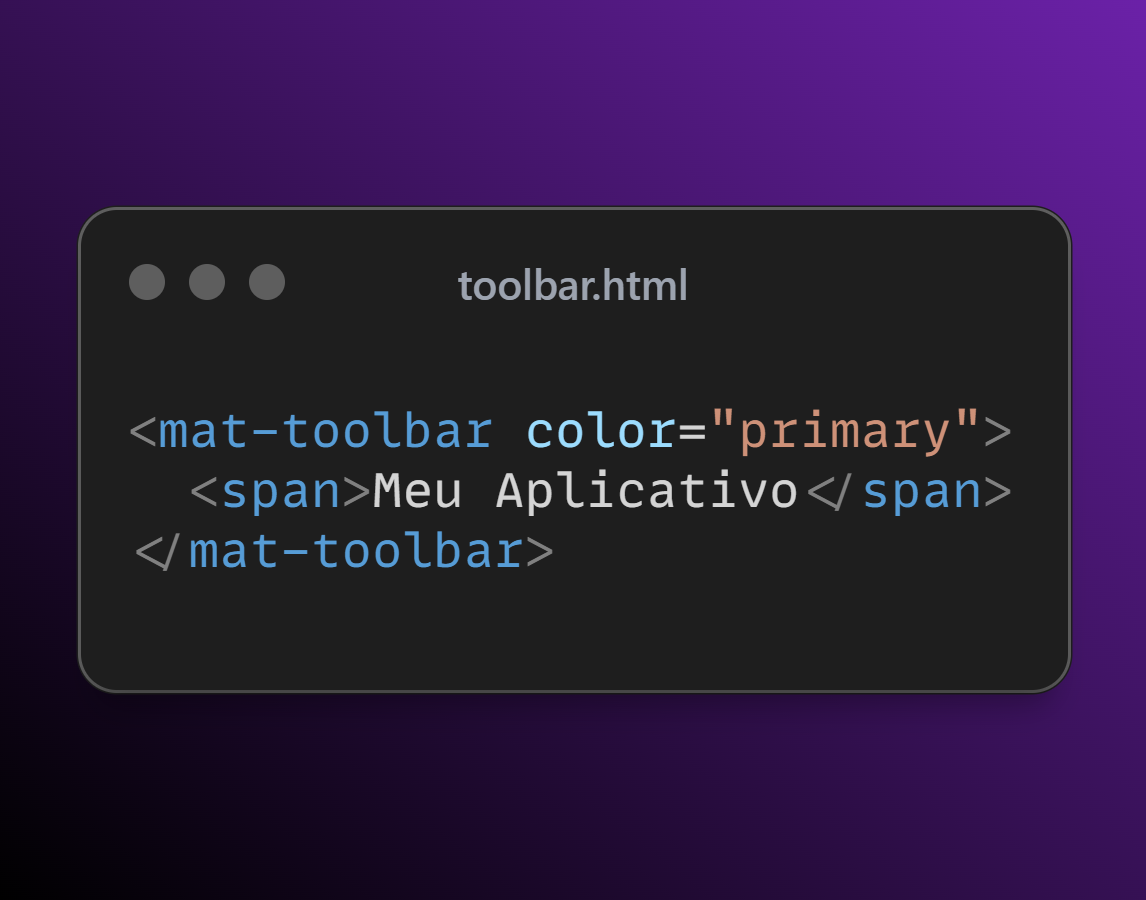 toolbar.html
<mat-toolbar color="primary">
  <span>Meu Aplicativo</span>
</mat-toolbar>